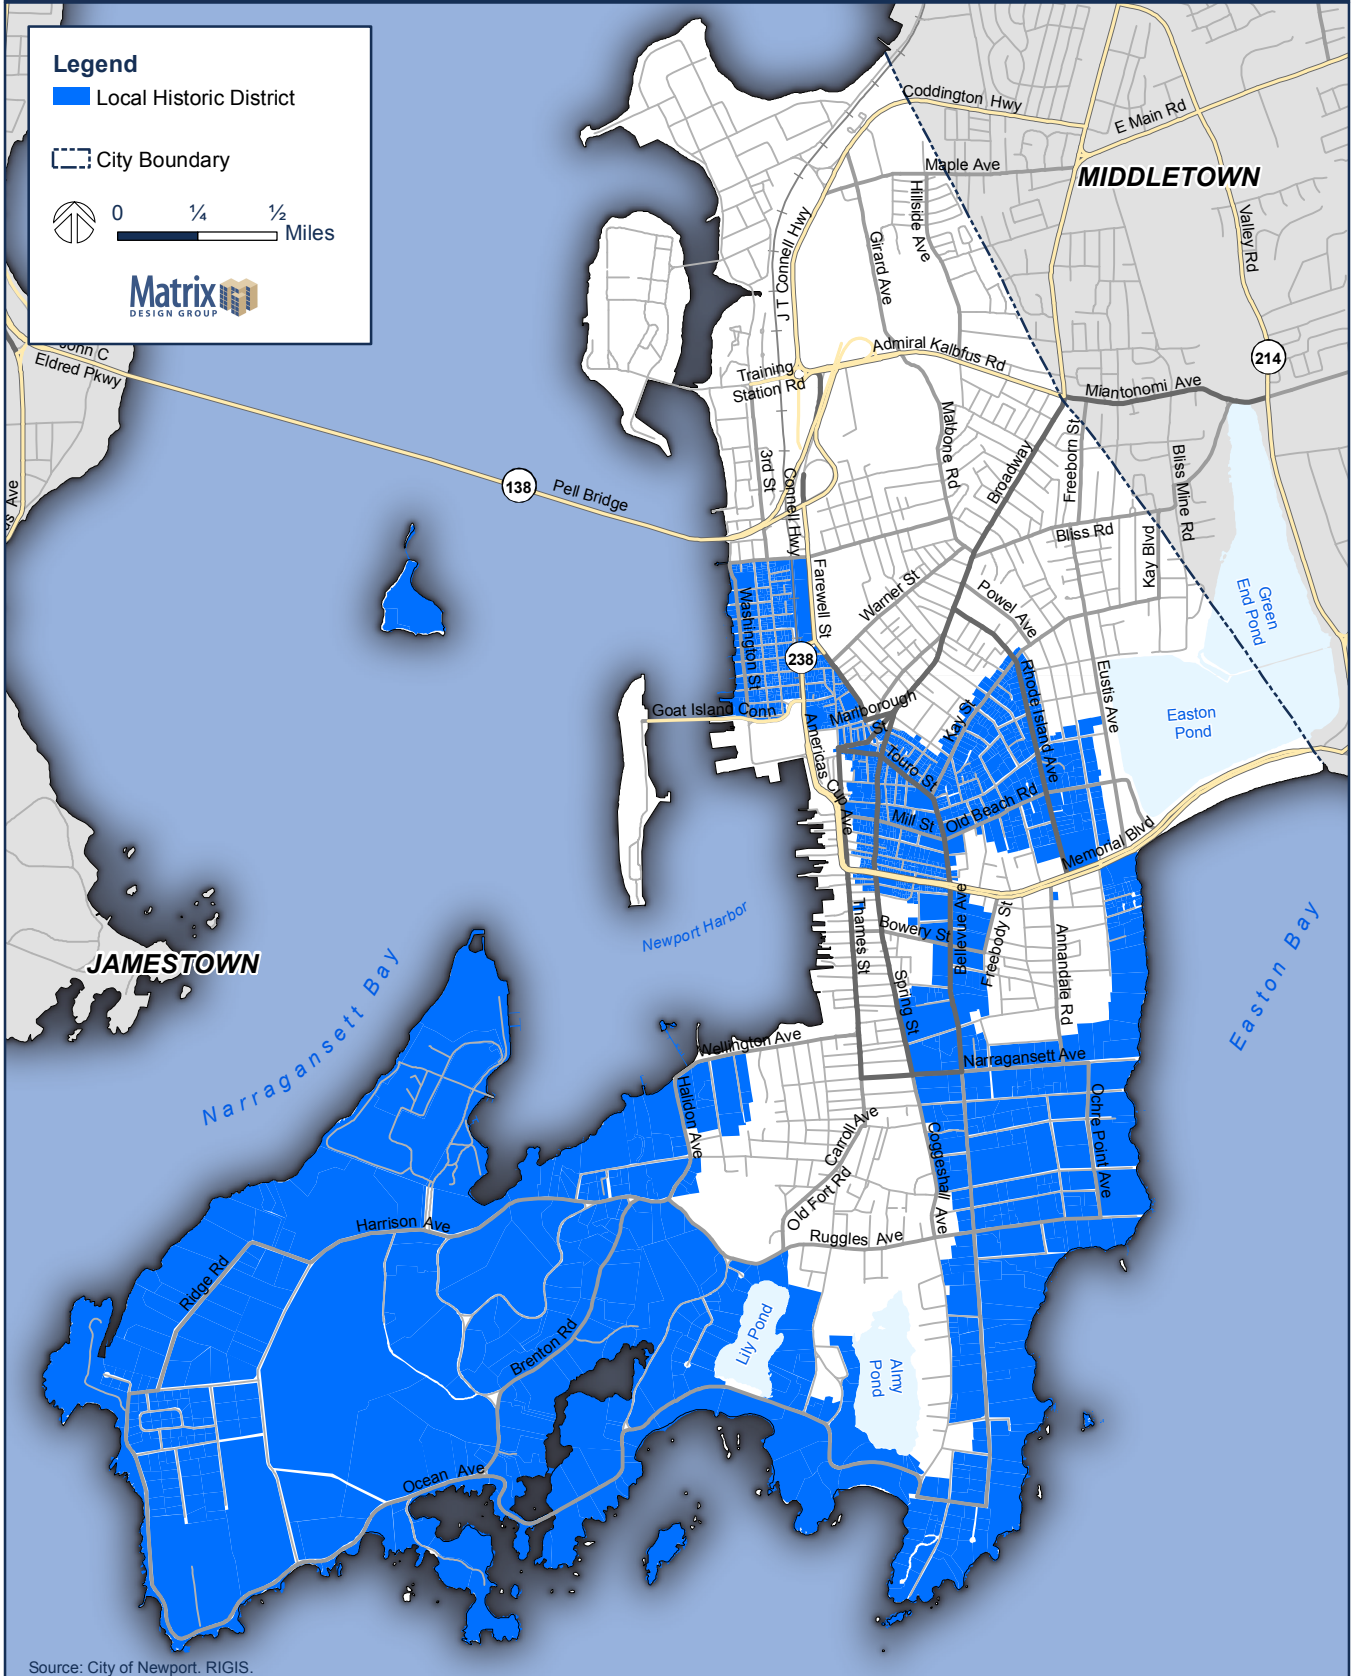 Legend
Local Historic District
City Boundary
0 ¼ ½
Miles
Matrix
DESIGN GROUP
Coddington Hwy
E Main Rd
Maple Ave
MIDDLETOWN
Hillside Ave
Valley Rd
J T Connell Hwy
Girard Ave
John C
Eldred Pkwy
Admiral Kalbfus Rd
214
Training
Station Rd
Miantonomi Ave
Malbone Rd
Broadway
Freeborn St
Bliss Mine Rd
3rd St
Connell Hwy
138
Pell Bridge
Bliss Rd
Kay Blvd
Farewell St
Warner St
Powel Ave
Green
End Pond
Washington St
238
Rhode Island Ave
Eustis Ave
Goat Island Conn
Marlborough
St
Kay St
Easton
Pond
Americas Cup Ave
Touro St
Mill St
Old Beach Rd
Memorial Blvd
Newport Harbor
Thames St
Bowery St
Bellevue Ave
Freebody St
Annandale Rd
Easton Bay
JAMESTOWN
Narragansett Bay
Spring St
Wellington Ave
Narragansett Ave
Halidon Ave
Carroll Ave
Coggeshall Ave
Ochre Point Ave
Old Fort Rd
Harrison Ave
Ruggles Ave
Ridge Rd
Brenton Rd
Lily Pond
Almy
Pond
Ocean Ave
Source: City of Newport. RIGIS.